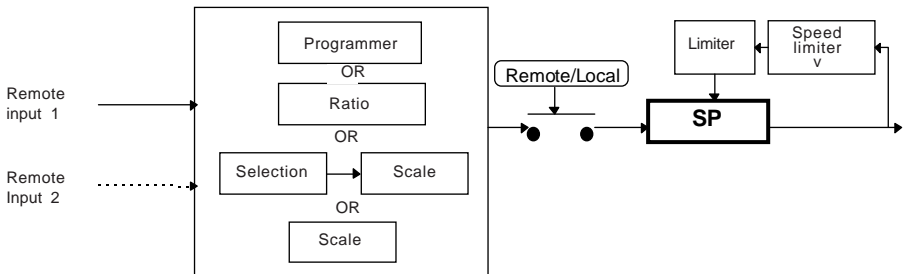 Remote
input 1
Remote
Input 2
Programmer
OR
Ratio
OR
Selection
Scale
OR
Scale
Remote/Local
SP
Limiter
Speed
limiter
v